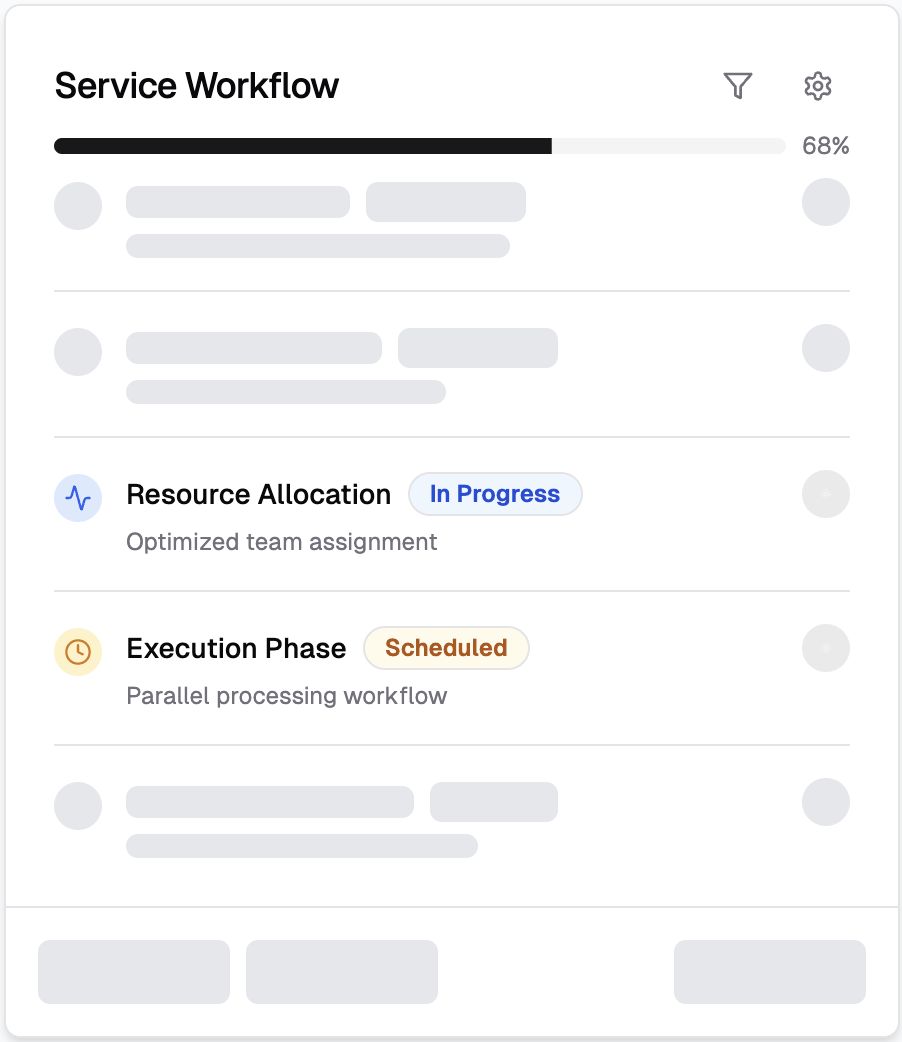 Service Workflow
68%
Resource Allocation In Progress
Optimized team assignment
Execution Phase Scheduled
Parallel processing workflow